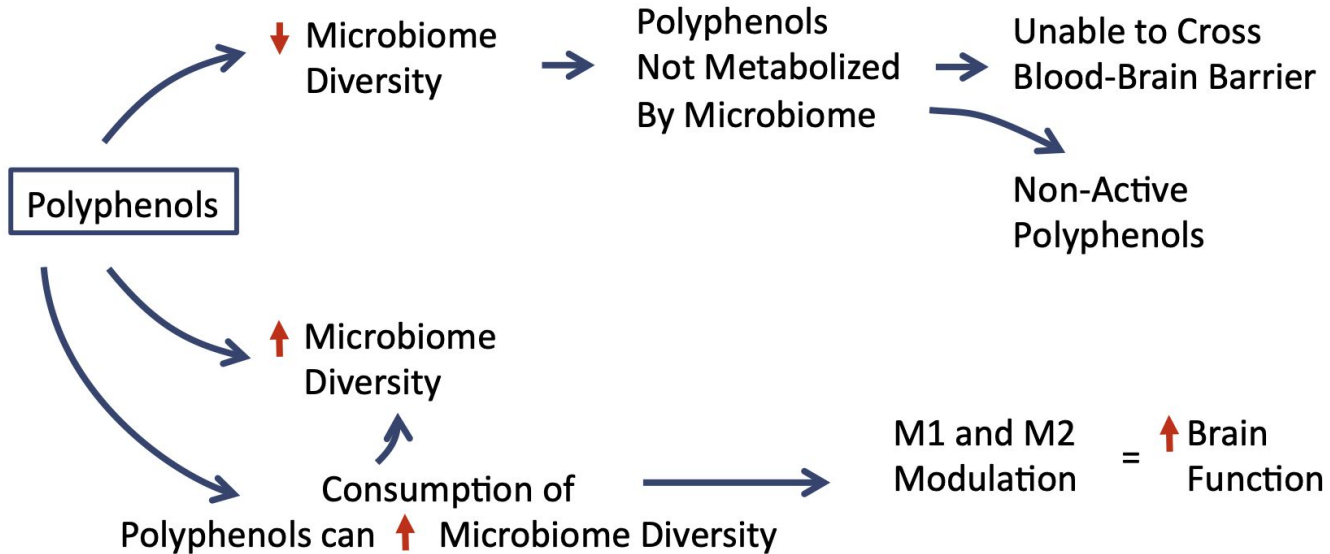 Microbiome
Diversity
Polyphenols
Not Metabolized
By Microbiome
Unable to Cross
Blood-Brain Barrier
Non-Active
Polyphenols
Polyphenols
Microbiome
Diversity
Consumption of
Polyphenols can Microbiome Diversity
M1 and M2
Modulation
=
Brain
Function